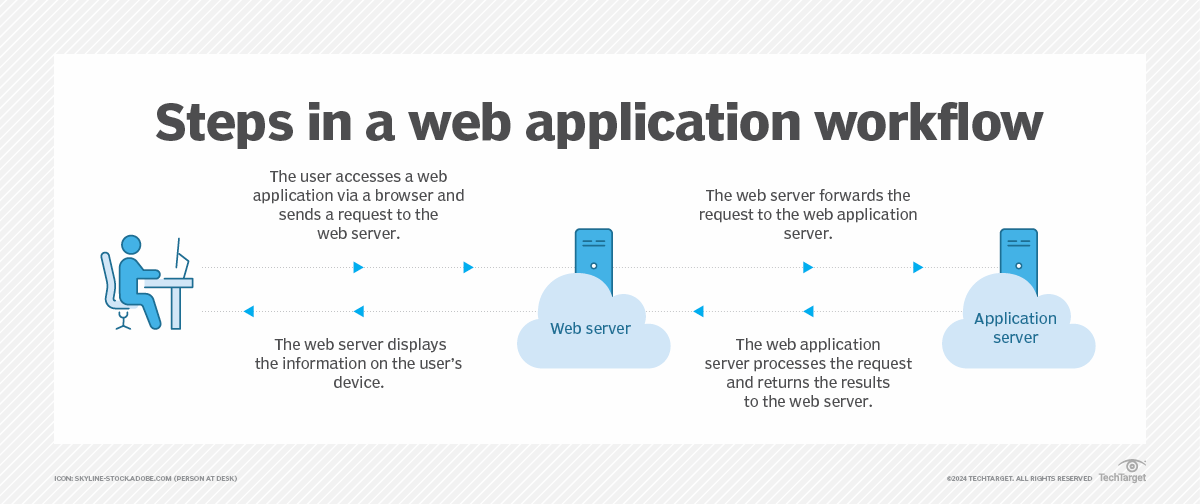 Steps in a web application workflow
The user accesses a web
application via a browser and
sends a request to the
web server.
The web server forwards the
request to the web application
server.
Web server
Application
server
The web server displays
the information on the user's
device.
The web application
server processes the request
and returns the results
to the web server.
ICON: SKYLINE-STOCK.ADOBE.COM (PERSON AT DESK)
©2024 TECHTARGET. ALL RIGHTS RESERVED
TechTarget